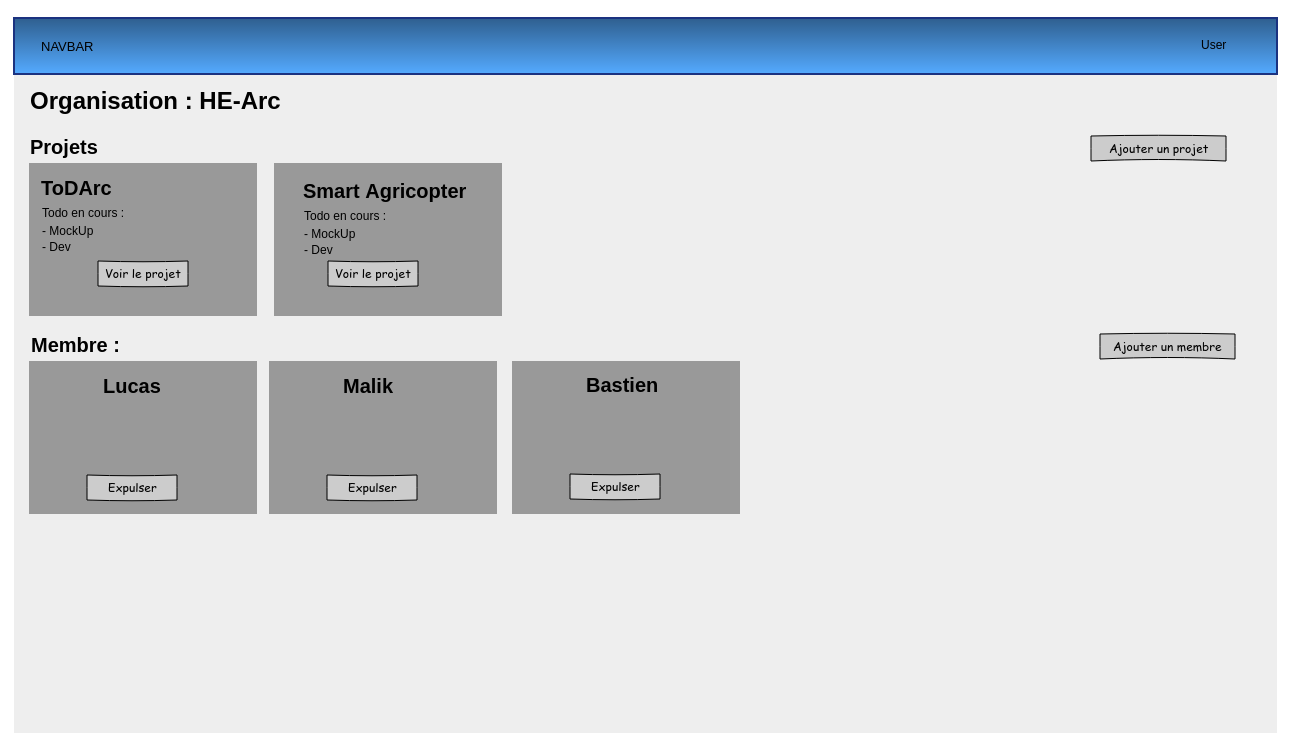 NAVBAR
User
Organisation : HE-Arc
Projets
Ajouter un projet
ToDArc
Todo en cours :
- MockUp
- Dev
Voir le projet
Smart Agricopter
Todo en cours :
- MockUp
- Dev
Voir le projet
Membre :
Ajouter un membre
Lucas
Expulser
Malik
Expulser
Bastien
Expulser